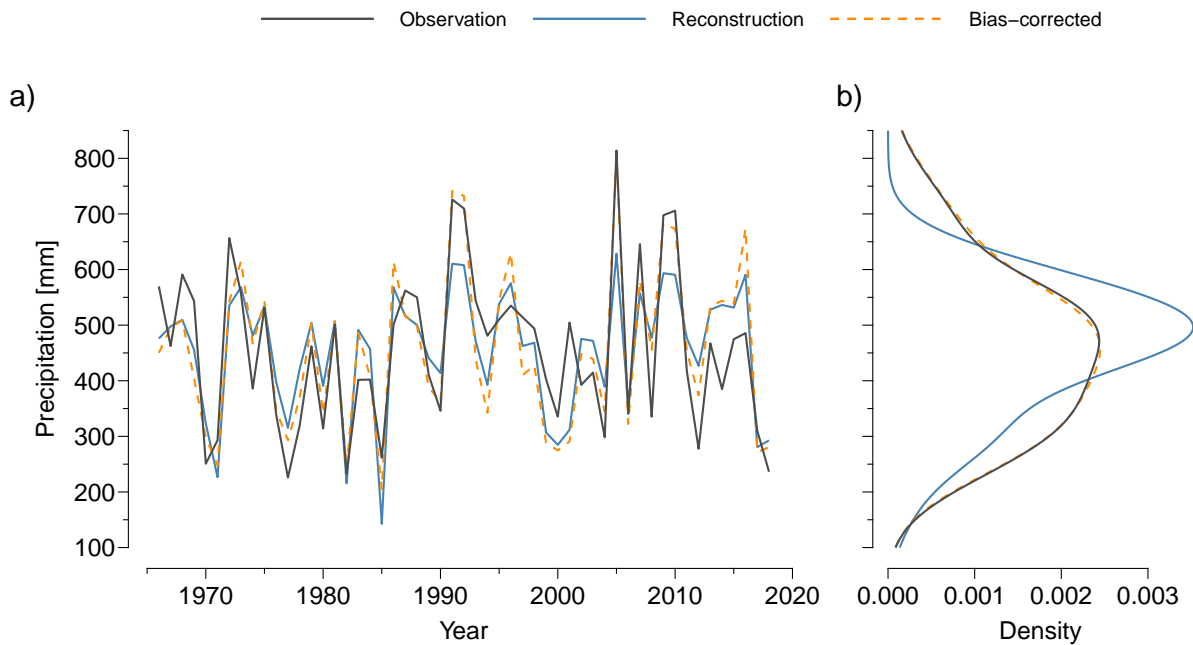 Observation Reconstruction Bias−corrected
a) b)
Precipitation [mm]
800
700
600
500
400
300
200
100
1970 1980 1990 2000 2010 2020 0.000 0.001 0.002 0.003
Year Density